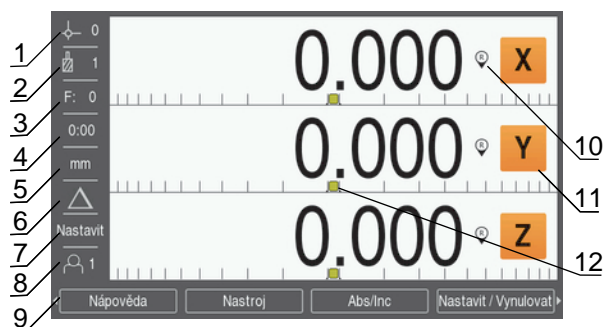 1 0 0.000 R X
2 1
3 F: 0 10
4 0:00 0.000 R Y
5 mm 11
6
7 Nastavit 0.000 R Z 12
8 1
9 Nápověda Nastroj Abs/Inc Nastavit / Vynulovat